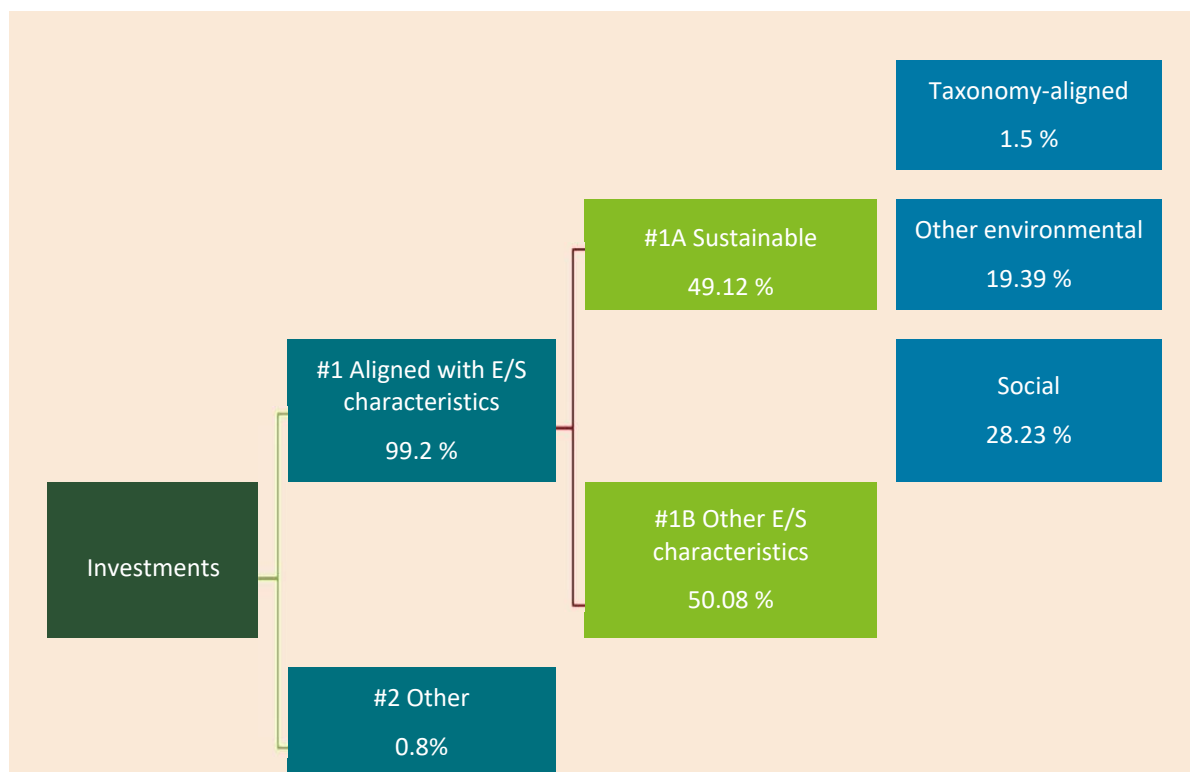 Investments
#1 Aligned with E/S
characteristics
99.2 %
#2 Other
0.8%
#1A Sustainable
49.12 %
#1B Other E/S
characteristics
50.08 %
Taxonomy-aligned
1.5 %
Other environmental
19.39 %
Social
28.23 %